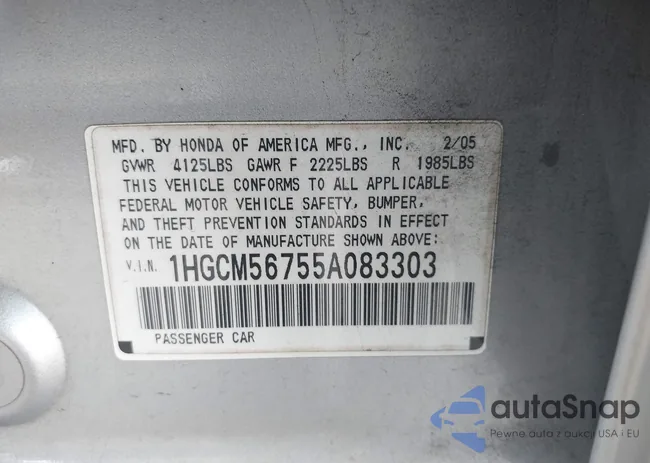 MFD. BY HONDA OF AMERICA MFG., INC. 2/05
GVWR 4125LBS GAWR F 2225LBS R 1985LBS
THIS VEHICLE CONFORMS TO ALL APPLICABLE
FEDERAL MOTOR VEHICLE SAFETY, BUMPER,
AND THEFT PREVENTION STANDARDS IN EFFECT
ON THE DATE OF MANUFACTURE SHOWN ABOVE:
V.I.N. 1HGCM56755A083303
PASSENGER CAR
autaSnap
Pewne auta z aukcji USA i EU